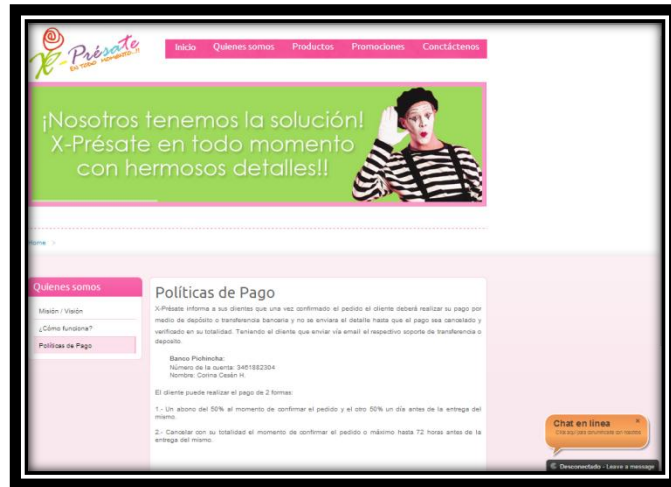 X-Présate
EN TODO MOMENTO..!!
Inicio Quienes somos Productos Promociones Conctáctenos
¡Nosotros tenemos la solución!
X-Présate en todo momento
con hermosos detalles!!
Home >
Quienes somos
Misión / Visión
¿Cómo funciona?
Políticas de Pago
Políticas de Pago
X-Présate informa a sus clientes que una vez confirmado el pedido el cliente deberá realizar su pago por
medio de depósito o transferencia bancaria y no se enviara el detalle hasta que el pago sea cancelado y
verificado en su totalidad. Teniendo el cliente que enviar vía email el respectivo soporte de transferencia o
deposito.
Banco Pichincha:
Número de la cuenta: 3461882304
Nombre: Corina Cesén H.
El cliente puede realizar el pago de 2 formas:
1.- Un abono del 50% al momento de confirmar el pedido y el otro 50% un día antes de la entrega del
mismo.
2.- Cancelar con su totalidad el momento de confirmar el pedido o máximo hasta 72 horas antes de la
entrega del mismo.
Chat en línea
Desconectado - Leave a message